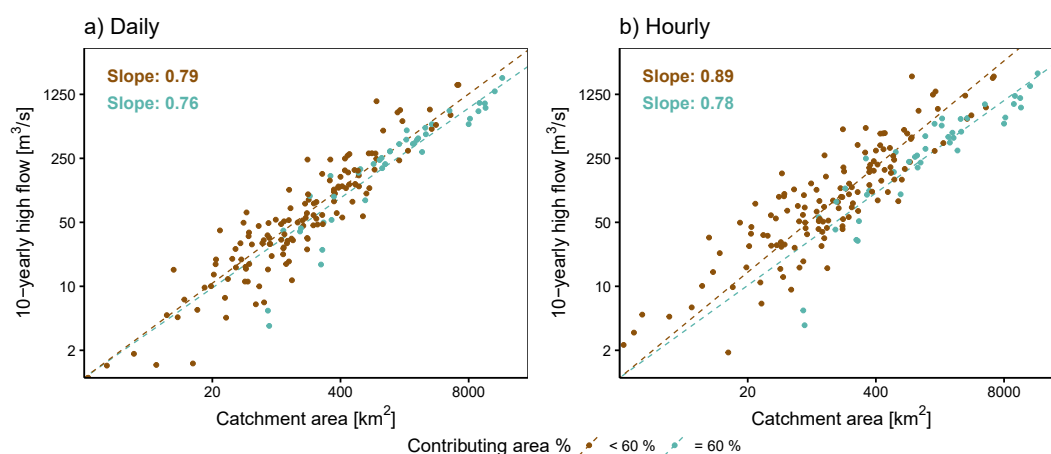 a) Daily
b) Hourly
10−yearly high flow [m³/s]
1250
250
50
10
2
Slope: 0.79
Slope: 0.76
20
400
8000
Catchment area [km²]
10−yearly high flow [m³/s]
1250
250
50
10
2
Slope: 0.89
Slope: 0.78
20
400
8000
Catchment area [km²]
Contributing area % < 60 % = 60 %